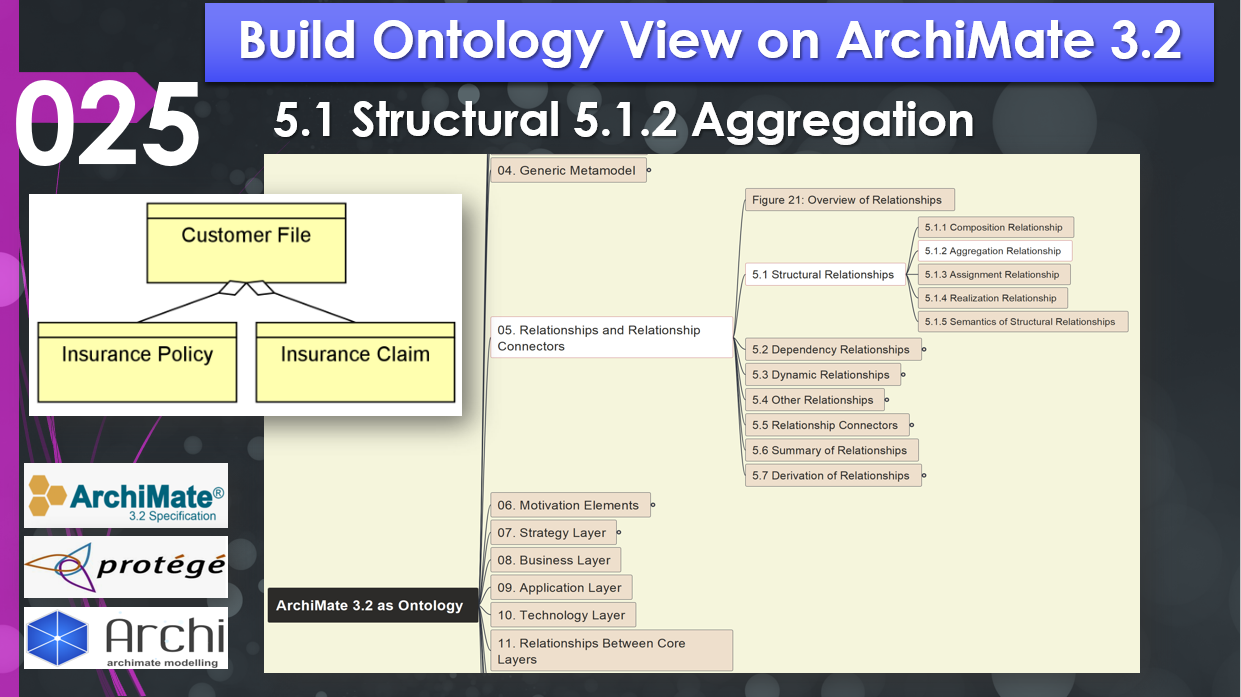 Build Ontology View on ArchiMate 3.2
025
5.1 Structural 5.1.2 Aggregation
Customer File
Insurance Policy
Insurance Claim
ArchiMate®
3.2 Specification
protégé
Archi
archimate modelling
ArchiMate 3.2 as Ontology
04. Generic Metamodel
05. Relationships and Relationship
Connectors
Figure 21: Overview of Relationships
5.1 Structural Relationships
5.1.1 Composition Relationship
5.1.2 Aggregation Relationship
5.1.3 Assignment Relationship
5.1.4 Realization Relationship
5.1.5 Semantics of Structural Relationships
5.2 Dependency Relationships
5.3 Dynamic Relationships
5.4 Other Relationships
5.5 Relationship Connectors
5.6 Summary of Relationships
5.7 Derivation of Relationships
06. Motivation Elements
07. Strategy Layer
08. Business Layer
09. Application Layer
10. Technology Layer
11. Relationships Between Core
Layers